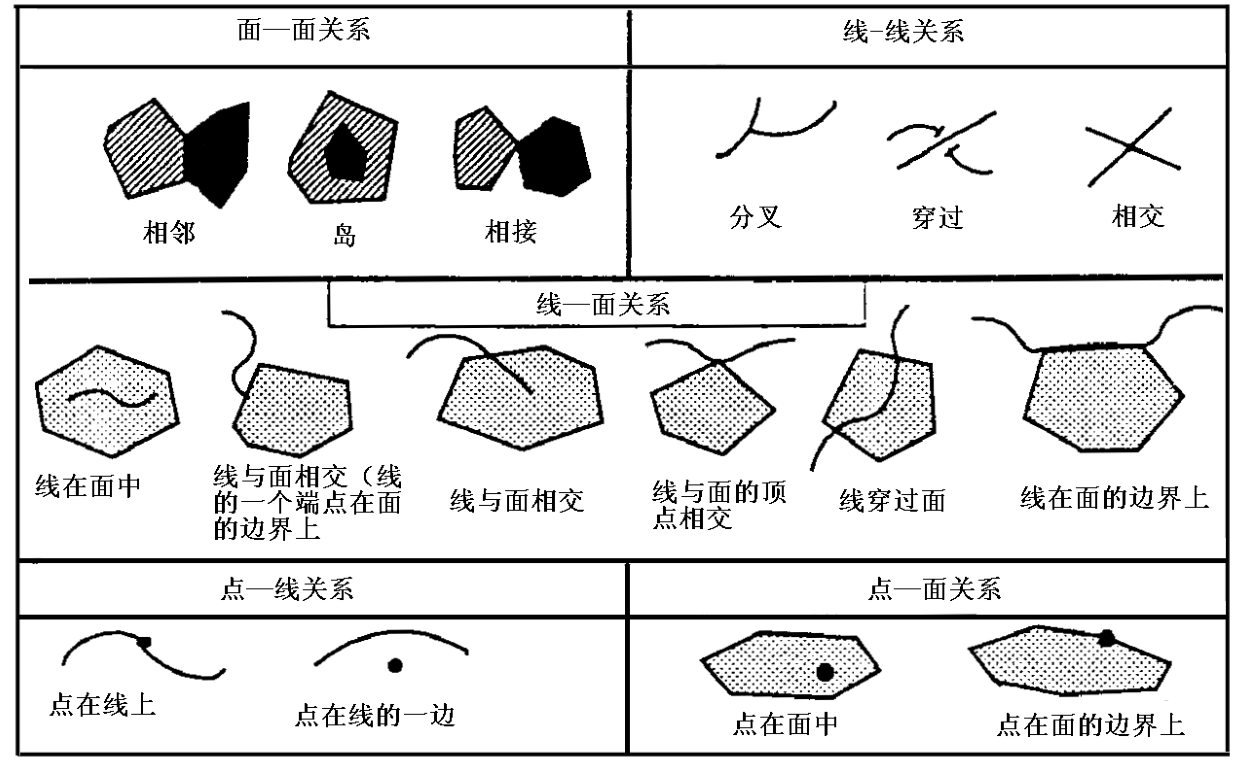 面—面关系
线-线关系
相邻
岛
相接
分叉
穿过
相交
线—面关系
线在面中
线与面相交（线
的一个端点在面
的边界上
线与面相交
线与面的顶
点相交
线穿过面
线在面的边界上
点—线关系
点—面关系
点在线上
点在线的一边
点在面中
点在面的边界上